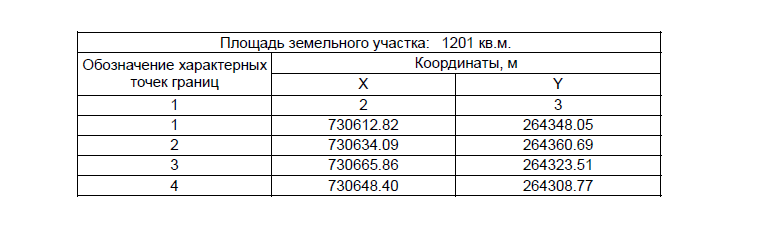 Площадь земельного участка: 1201 кв.м.
Обозначение характерных точек границ Координаты, м
X Y
1 2 3
1 730612.82 264348.05
2 730634.09 264360.69
3 730665.86 264323.51
4 730648.40 264308.77